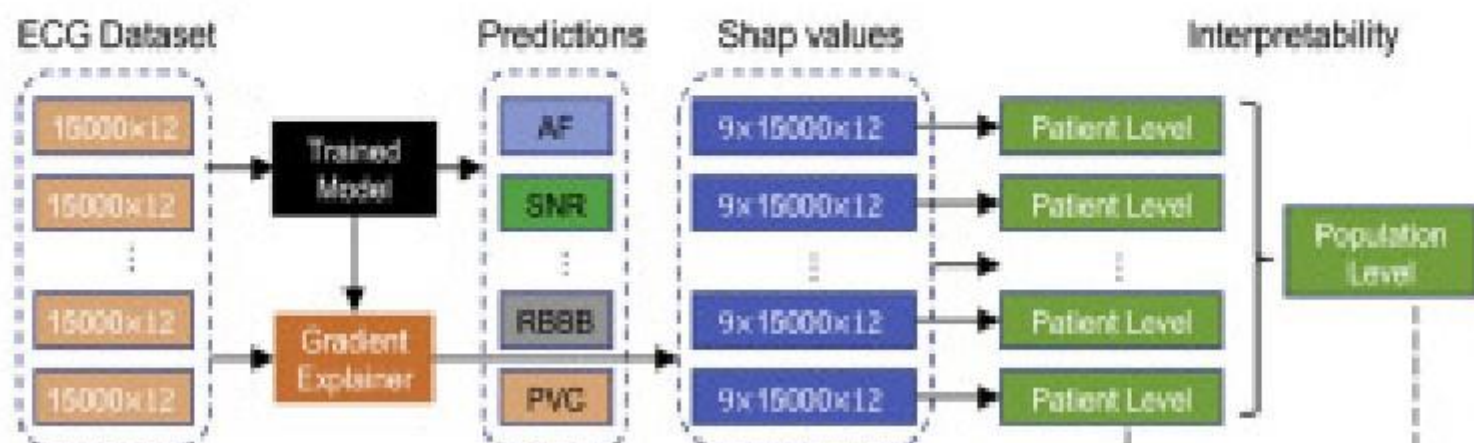 ECG Dataset
Predictions
Shap values
Interpretability
15000×12
15000×12
15000×12
15000×12
Trained
Model
Gradient
Explainer
AF
SNR
RBBB
PVC
9×15000×12
9×15000×12
9×15000×12
9×15000×12
Patient Level
Patient Level
Patient Level
Patient Level
Population
Level